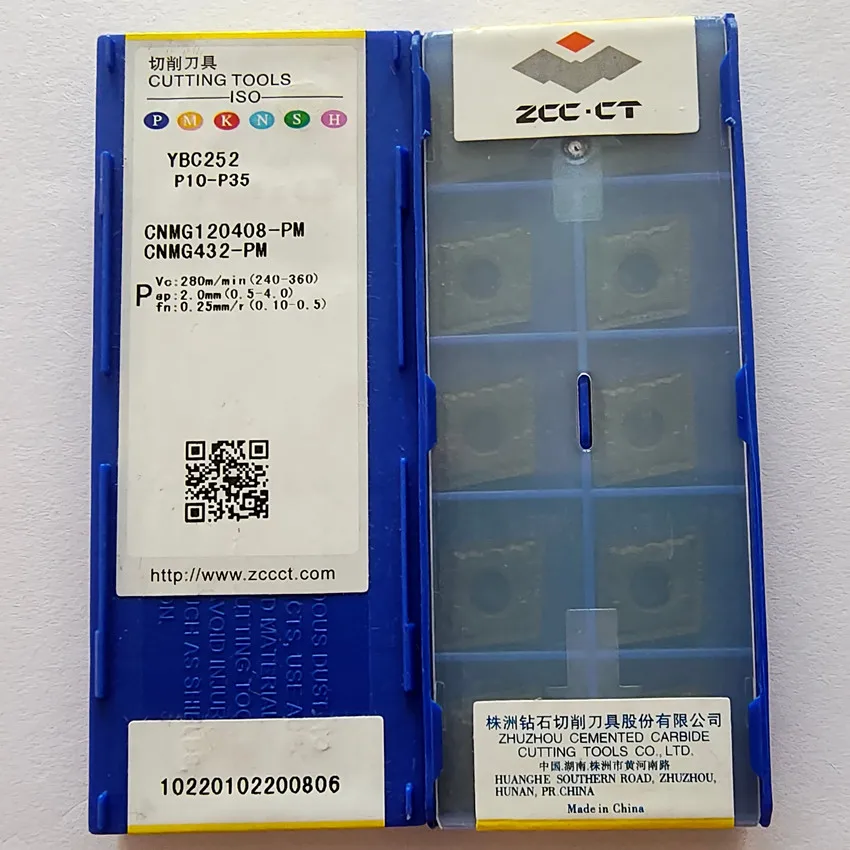 切削刀具
CUTTING TOOLS
ISO
P M K N S H
YBC252
P10-P35
CNMG120408-PM
CNMG432-PM
P
Vc:280m/min(240-360)
ap:2.0mm(0.5-4.0)
fn:0.25mm/r(0.10-0.5)
http://www.zccct.com
10220102200806
ZCC·CT
株洲钻石切削刀具股份有限公司
ZHUZHOU CEMENTED CARBIDE
CUTTING TOOLS CO., LTD.
中国.湖南.株洲市黄河南路
HUANGHE SOUTHERN ROAD, ZHUZHOU,
HUNAN, PR.CHINA
Made in China